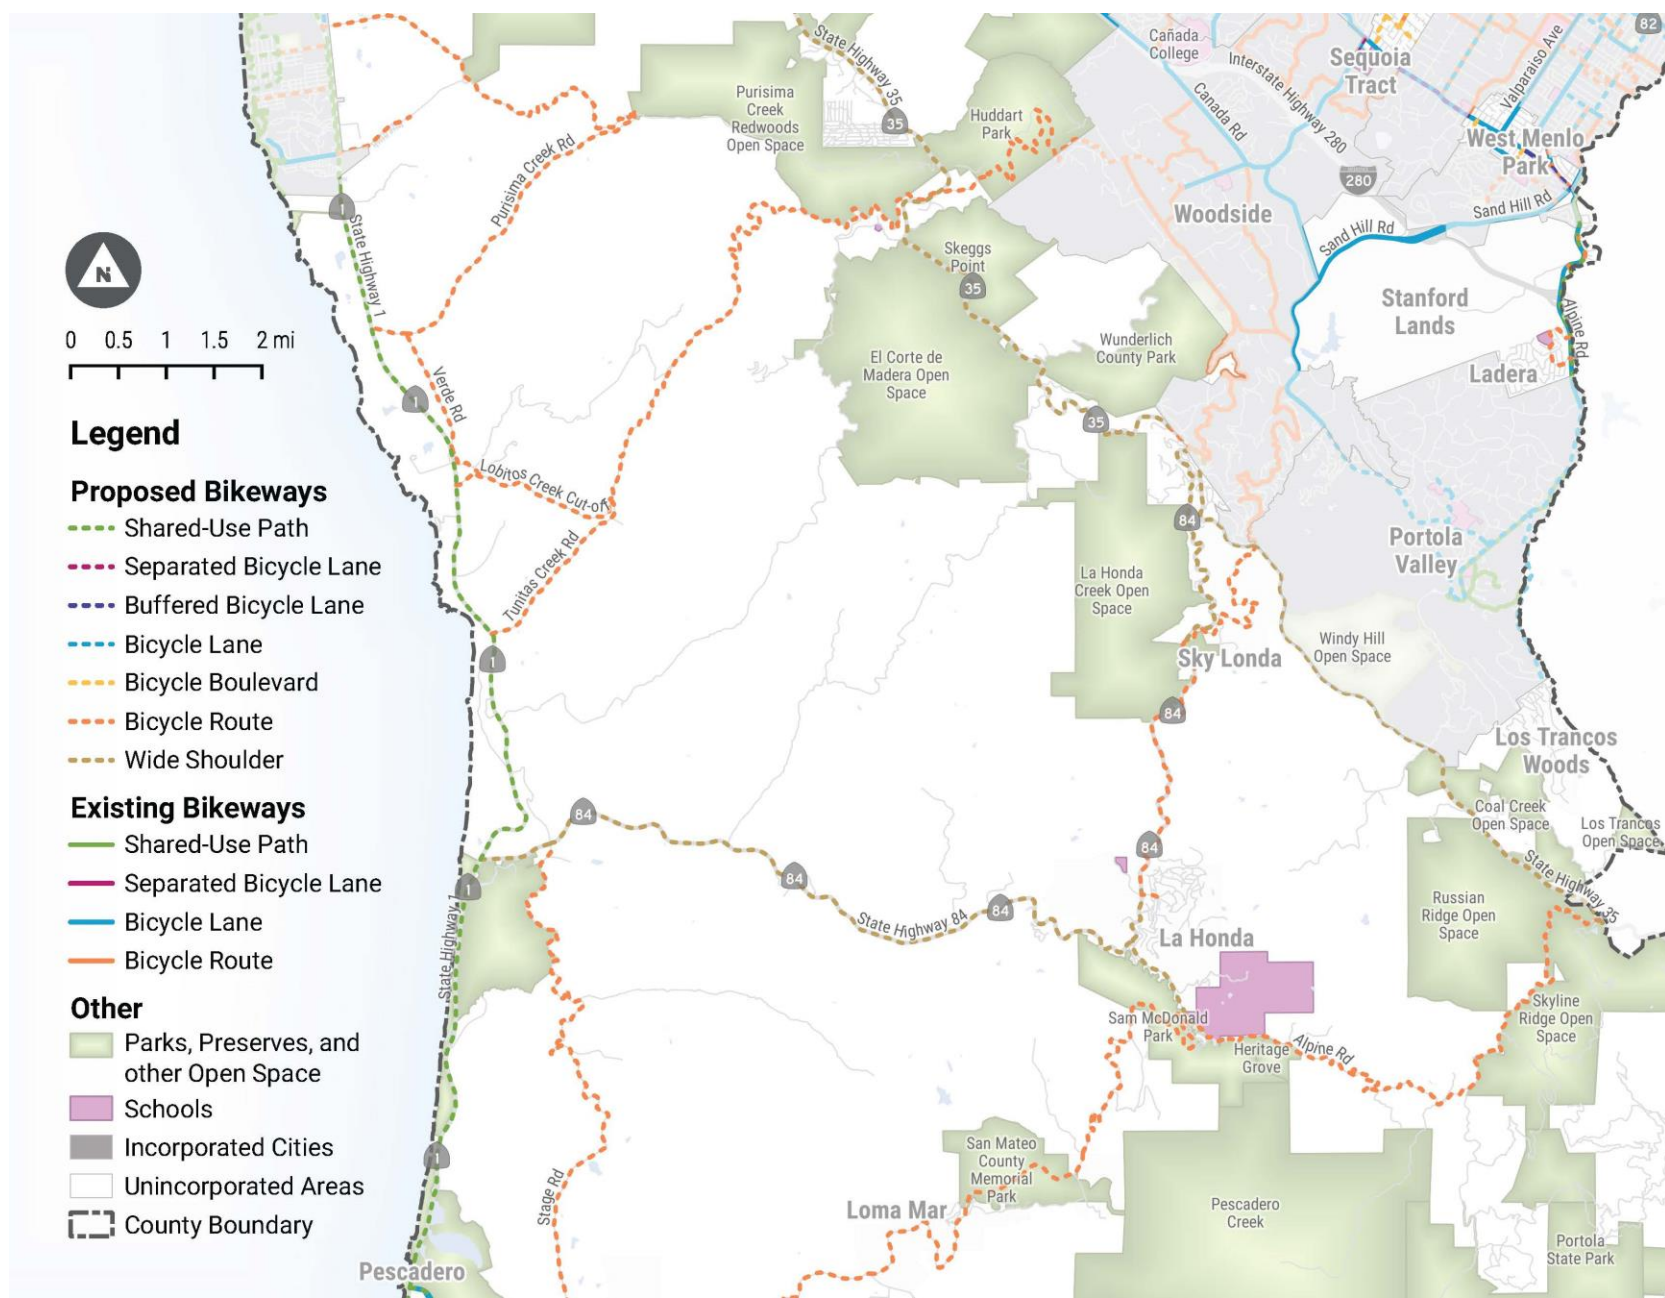 State Highway 35
Cañada
College
Interstate Highway 280
Sequoia
Tract
Valparaiso Ave
82
Purisima
Creek
Redwoods
Open Space
35
Huddart
Park
Canada Rd
West Menlo
Park
280
Purisima Creek Rd
1
State Highway 1
Woodside
Sand Hill Rd
Sand Hill Rd
N
Skeggs
Point
35
Stanford
Lands
Alpine Rd
0 0.5 1 1.5 2 mi
El Corte de
Madera Open
Space
Wunderlich
County Park
Ladera
Verde Rd
1
35
Legend
Lobitos Creek Cut-off
Proposed Bikeways
Shared-Use Path
Separated Bicycle Lane
Buffered Bicycle Lane
Bicycle Lane
Bicycle Boulevard
Bicycle Route
Wide Shoulder
Tunitas Creek Rd
84
Portola
Valley
La Honda
Creek Open
Space
1
Sky Londa
Windy Hill
Open Space
84
Los Trancos
Woods
Existing Bikeways
Shared-Use Path
Separated Bicycle Lane
Bicycle Lane
Bicycle Route
84
84
84
State Highway 84
84
Coal Creek
Open Space
Los Trancos
Open Space
State Highway 35
1
State Highway 1
Russian
Ridge Open
Space
La Honda
Other
Parks, Preserves, and
other Open Space
Schools
Incorporated Cities
Unincorporated Areas
County Boundary
Sam McDonald
Park
Heritage
Grove
Alpine Rd
Skyline
Ridge Open
Space
1
Stage Rd
San Mateo
County
Memorial
Park
Loma Mar
Pescadero
Creek
Portola
State Park
Pescadero